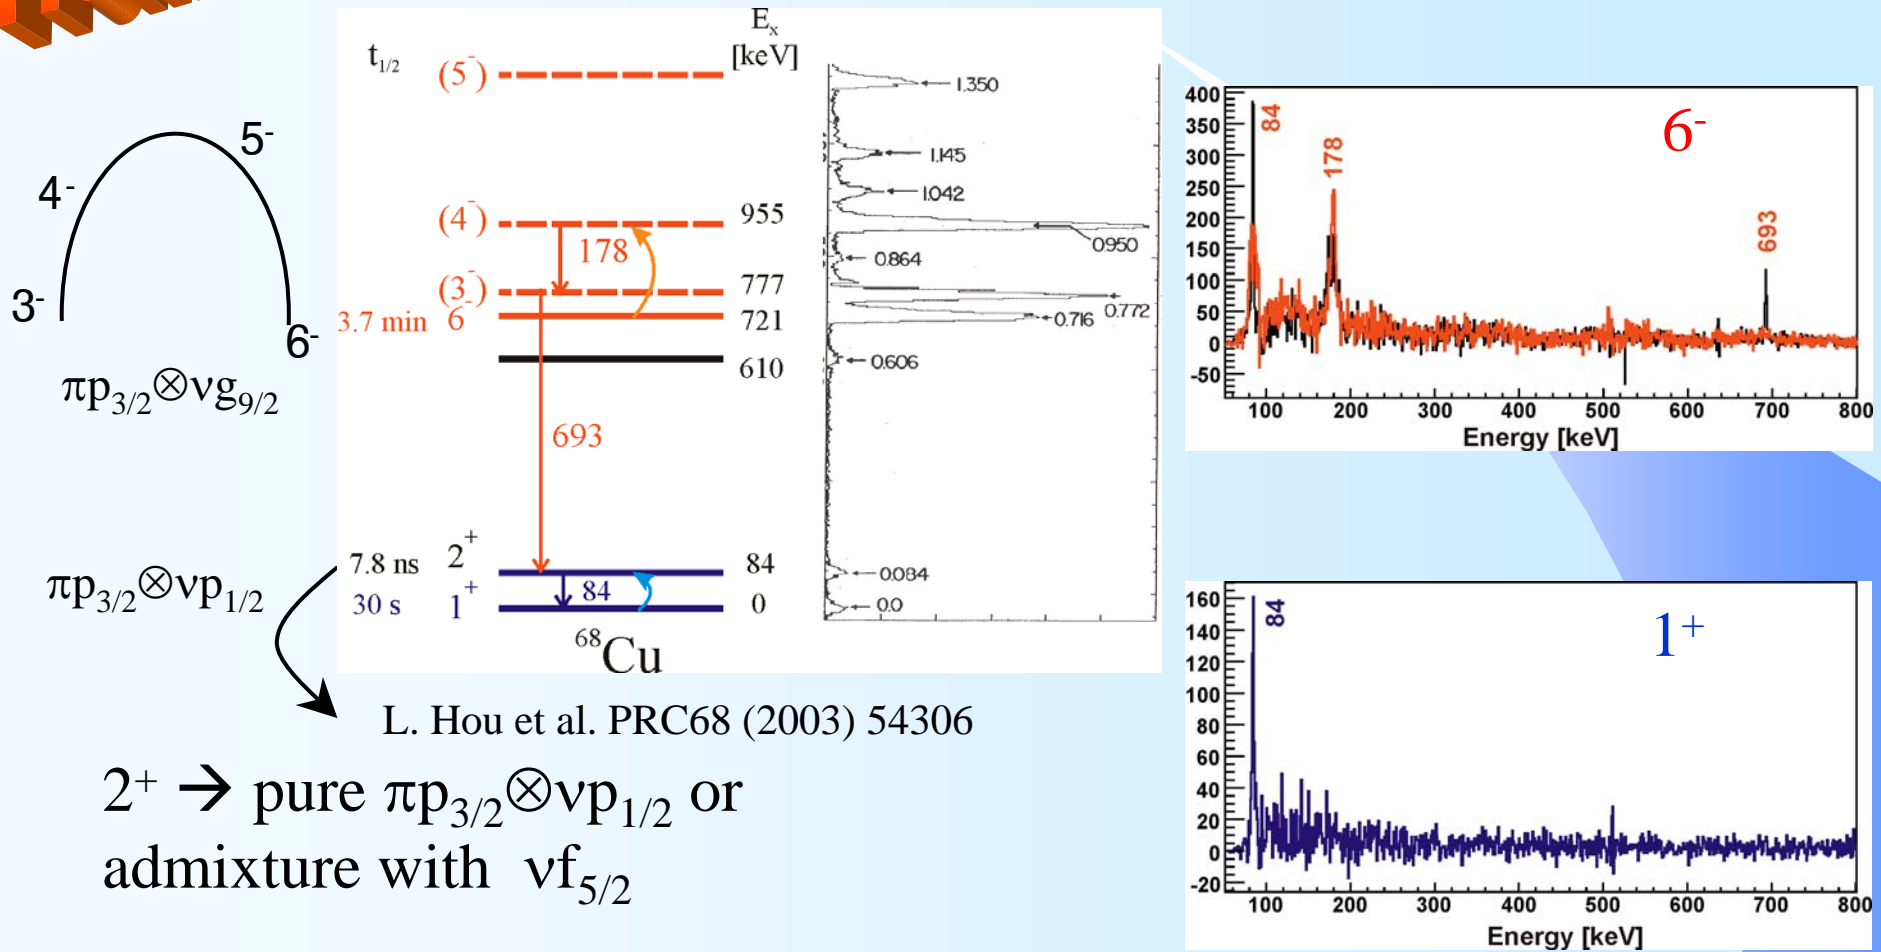 5-
4-
3-
6-
πp3/2⊗νg9/2
πp3/2⊗νp1/2
t1/2
Ex
[keV]
(5-)
(4-) 955
178
(3-) 777
3.7 min 6- 721
610
693
7.8 ns 2+ 84
84
30 s 1+ 0
68Cu
1.350
1.145
1.042
0.950
0.864
0.772
0.716
0.606
0.084
0.0
L. Hou et al. PRC68 (2003) 54306
2+ → pure πp3/2⊗νp1/2 or
admixture with νf5/2
400
350
300
250
200
150
100
50
0
-50
84
178
693
6-
100 200 300 400 500 600 700 800
Energy [keV]
160
140
120
100
80
60
40
20
0
-20
84
1+
100 200 300 400 500 600 700 800
Energy [keV]